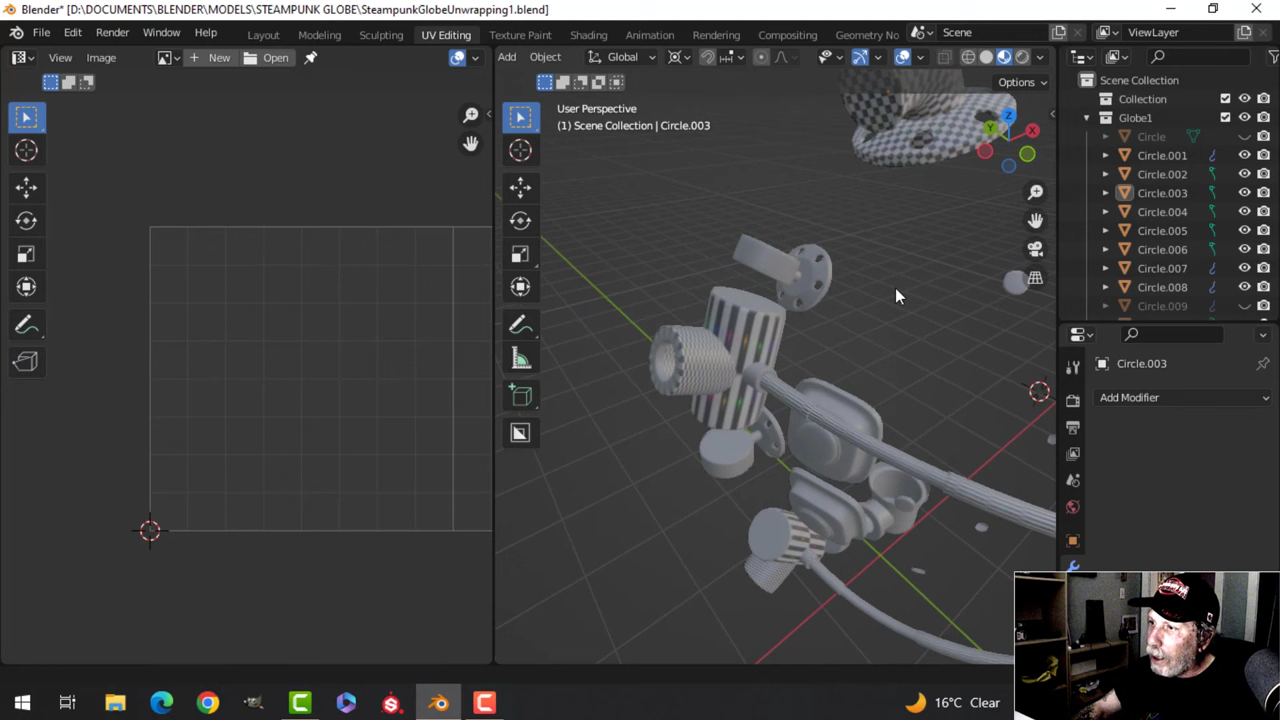 Blender* [D:\DOCUMENTS\BLENDER\MODELS\STEAMPUNK GLOBE\SteampunkGlobeUnwrapping1.blend]
File Edit Render Window Help Layout Modeling Sculpting UV Editing Texture Paint Shading Animation Rendering Compositing Geometry No Scene ViewLayer
View Image New Open Add Object Global
Options
User Perspective
(1) Scene Collection | Circle.003
Z
Y
X
Scene Collection
Collection
Globe1
Circle
Circle.001
Circle.002
Circle.003
Circle.004
Circle.005
Circle.006
Circle.007
Circle.008
Circle.009
Circle.003
Add Modifier
16°C Clear